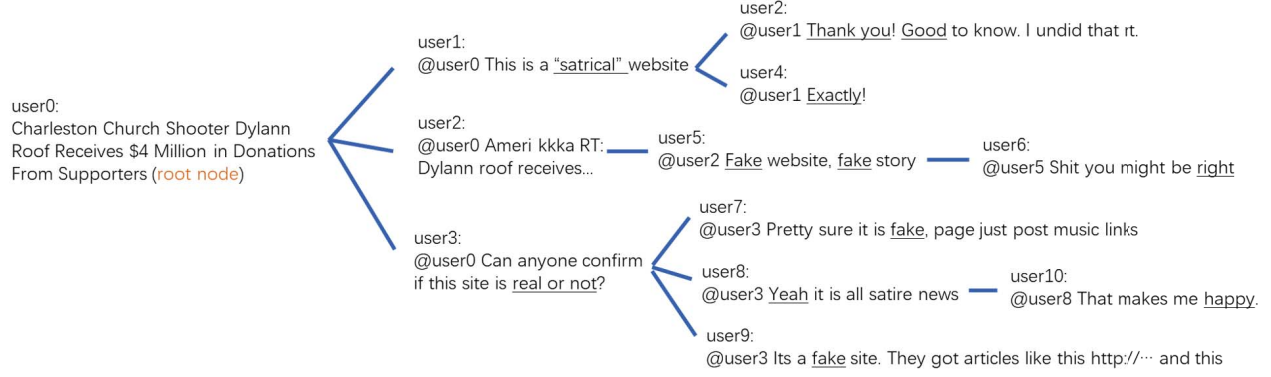 user0:
Charleston Church Shooter Dylann
Roof Receives $4 Million in Donations
From Supporters (root node)
user1:
@user0 This is a “satrical” website
user2:
@user1 Thank you! Good to know. I undid that rt.
user4:
@user1 Exactly!
user2:
@user0 Ameri kkka RT:
Dylann roof receives...
user5:
@user2 Fake website, fake story
user6:
@user5 Shit you might be right
user3:
@user0 Can anyone confirm
if this site is real or not?
user7:
@user3 Pretty sure it is fake, page just post music links
user8:
@user3 Yeah it is all satire news
user10:
@user8 That makes me happy.
user9:
@user3 Its a fake site. They got articles like this http://··· and this